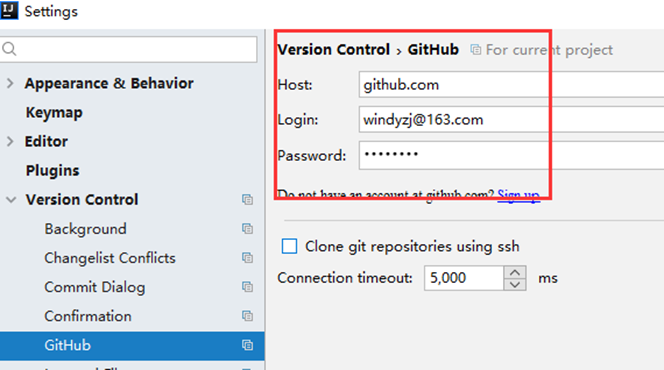 IJ Settings
Appearance & Behavior
Keymap
Editor
Plugins
Version Control
Background
Changelist Conflicts
Commit Dialog
Confirmation
GitHub
Version Control › GitHub For current project
Host: github.com
Login: windyzj@163.com
Password: ••••••••
Do not have an account at github.com? Sign up
Clone git repositories using ssh
Connection timeout: 5,000 ms